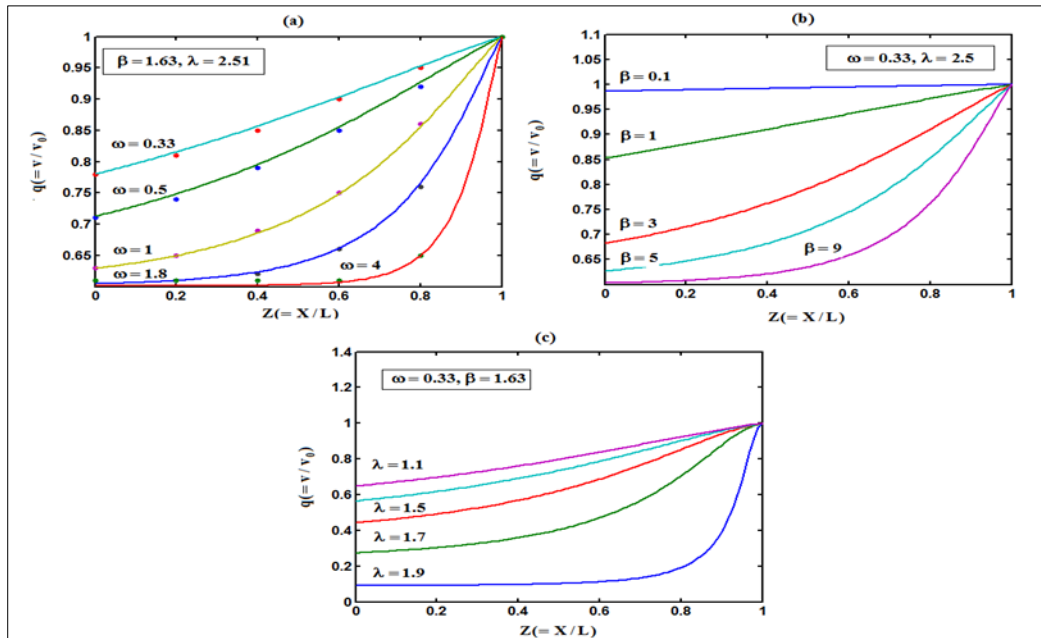 (a)
β = 1.63, λ = 2.51
q(= v / v₀)
1
0.95
0.9
0.85
0.8
0.75
0.7
0.65
ω = 0.33
ω = 0.5
ω = 1
ω = 1.8
ω = 4
0
0.2
0.4
0.6
0.8
1
Z(= X / L)
(b)
ω = 0.33, λ = 2.5
q(= v / v₀)
1.1
1.05
1
0.95
0.9
0.85
0.8
0.75
0.7
0.65
β = 0.1
β = 1
β = 3
β = 5
β = 9
0
0.2
0.4
0.6
0.8
1
Z(= X / L)
(c)
ω = 0.33, β = 1.63
q(= v / v₀)
1.4
1.2
1
0.8
0.6
0.4
0.2
0
λ = 1.1
λ = 1.5
λ = 1.7
λ = 1.9
0
0.2
0.4
0.6
0.8
1
Z(= X / L)